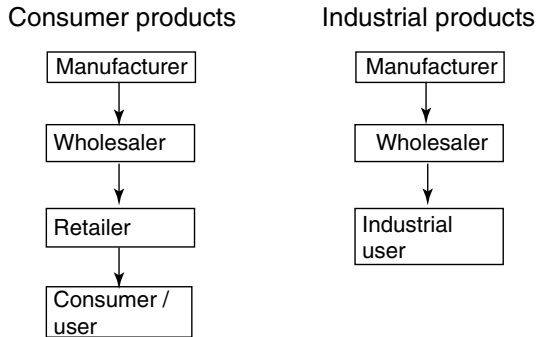 Consumer products
Manufacturer
Wholesaler
Retailer
Consumer /
user
Industrial products
Manufacturer
Wholesaler
Industrial
user